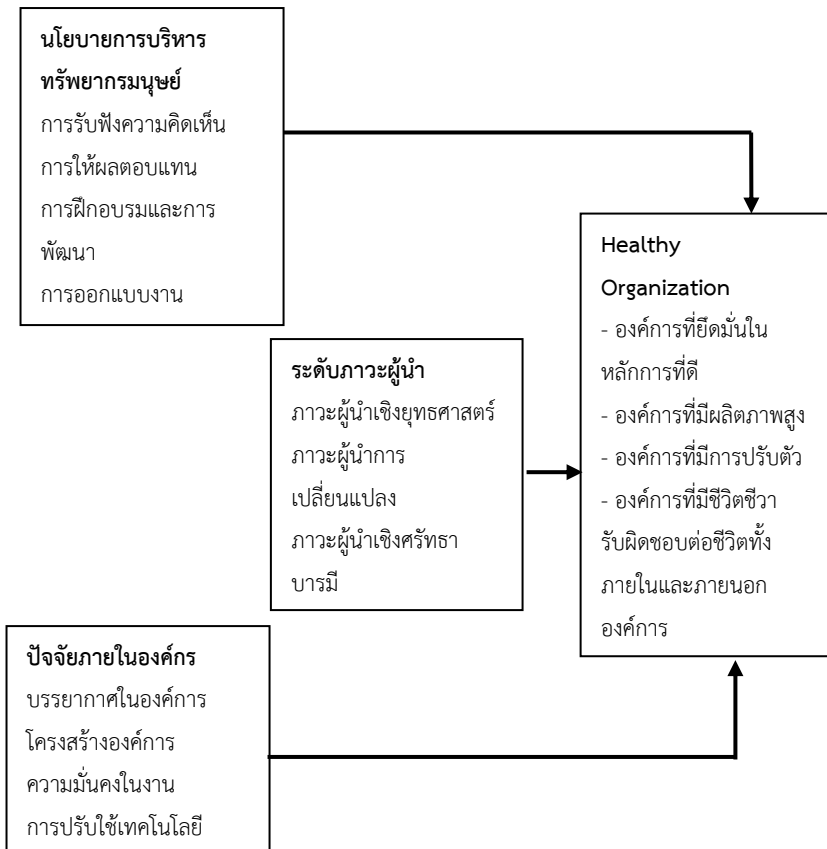 นโยบายการบริหาร
ทรัพยากรมนุษย์
การรับฟังความคิดเห็น
การให้ผลตอบแทน
การฝึกอบรมและการ
พัฒนา
การออกแบบงาน
Healthy
Organization
- องค์การที่ยึดมั่นใน
หลักการที่ดี
- องค์การที่มีผลิตภาพสูง
- องค์การที่มีการปรับตัว
- องค์การที่มีชีวิตชีวา
รับผิดชอบต่อชีวิตทั้ง
ภายในและภายนอก
องค์การ
ระดับภาวะผู้นำ
ภาวะผู้นำเชิงยุทธศาสตร์
ภาวะผู้นำการ
เปลี่ยนแปลง
ภาวะผู้นำเชิงศรัทธา
บารมี
ปัจจัยภายในองค์กร
บรรยากาศในองค์การ
โครงสร้างองค์การ
ความมั่นคงในงาน
การปรับใช้เทคโนโลยี